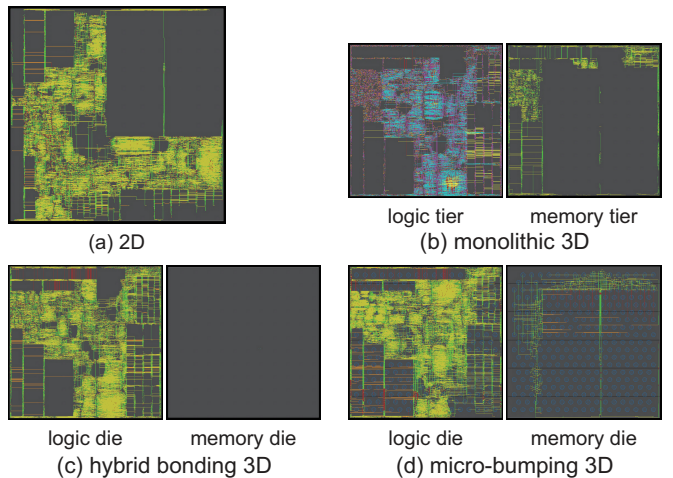 (a) 2D
logic tier
memory tier
(b) monolithic 3D
logic die
memory die
(c) hybrid bonding 3D
logic die
memory die
(d) micro-bumping 3D